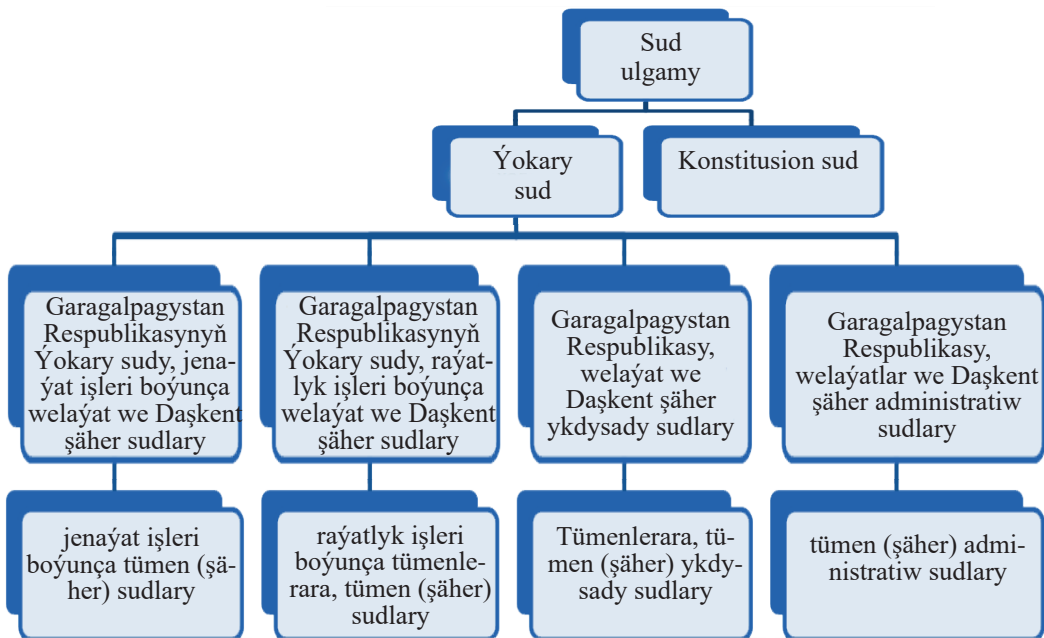 Sud
ulgamy
Ýokary
sud
Konstitusion sud
Garagalpagystan
Respublikasynyň
Ýokary sudy, jena-
ýat işleri boýunça
welaýat we Daşkent
şäher sudlary
Garagalpagystan
Respublikasynyň
Ýokary sudy, raýat-
lyk işleri boýunça
welaýat we Daşkent
şäher sudlary
Garagalpagystan
Respublikasy,
welaýat we
Daşkent şäher
ykdysady sudlary
Garagalpagystan
Respublikasy,
welaýatlar we Daşkent
şäher administratiw
sudlary
jenaýat işleri
boýunça tümen (şä-
her) sudlary
raýatlyk işleri
boýunça tümenle-
rara, tümen (şäher)
sudlary
Tümenlerara, tü-
men (şäher) ykdy-
sady sudlary
tümen (şäher) admi-
nistratiw sudlary